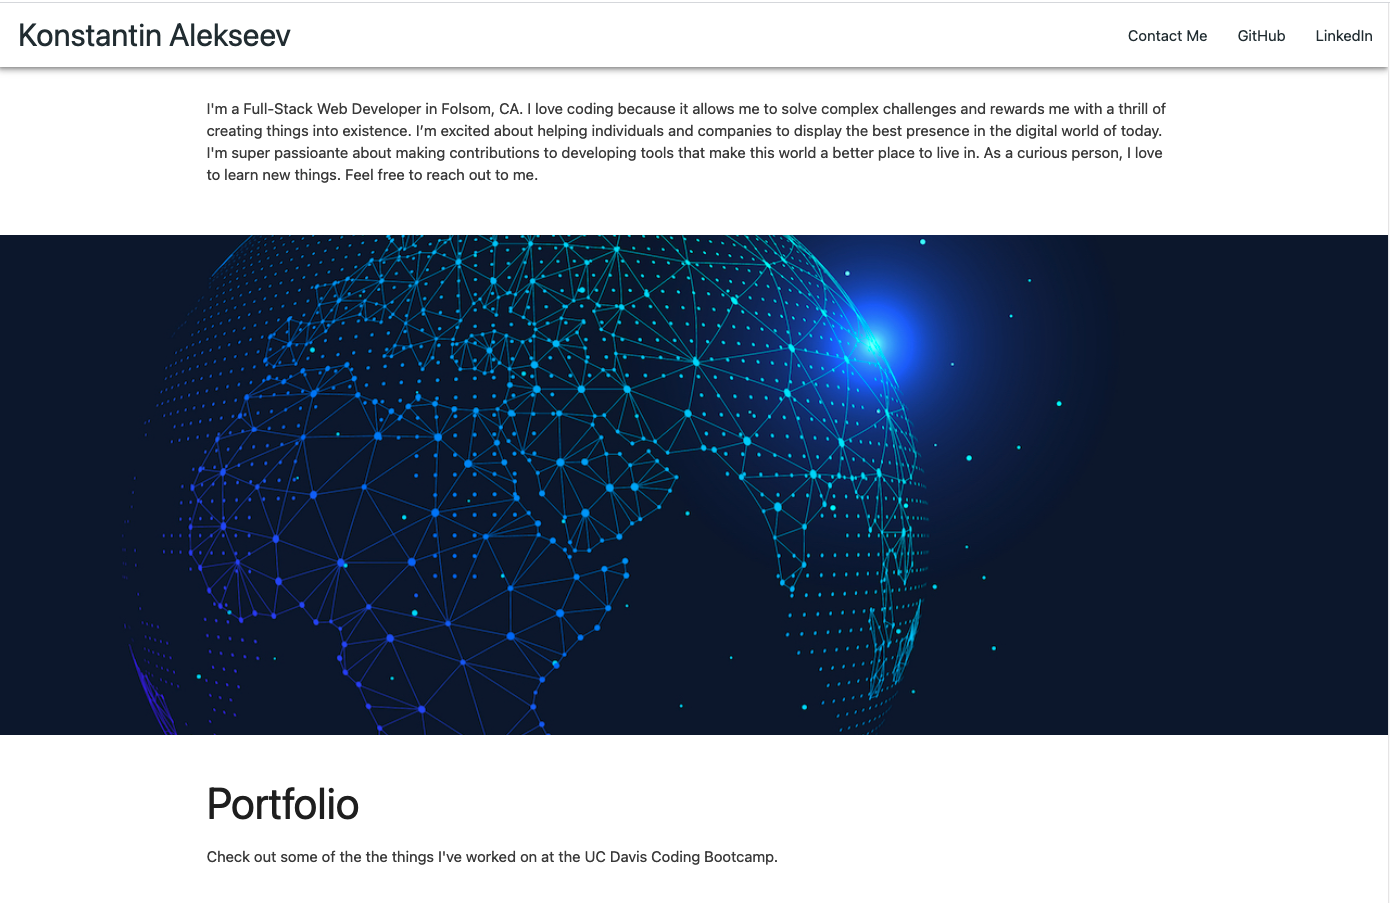 Konstantin Alekseev
Contact Me GitHub LinkedIn
I'm a Full-Stack Web Developer in Folsom, CA. I love coding because it allows me to solve complex challenges and rewards me with a thrill of
creating things into existence. I’m excited about helping individuals and companies to display the best presence in the digital world of today.
I'm super passioante about making contributions to developing tools that make this world a better place to live in. As a curious person, I love
to learn new things. Feel free to reach out to me.
Portfolio
Check out some of the the things I've worked on at the UC Davis Coding Bootcamp.